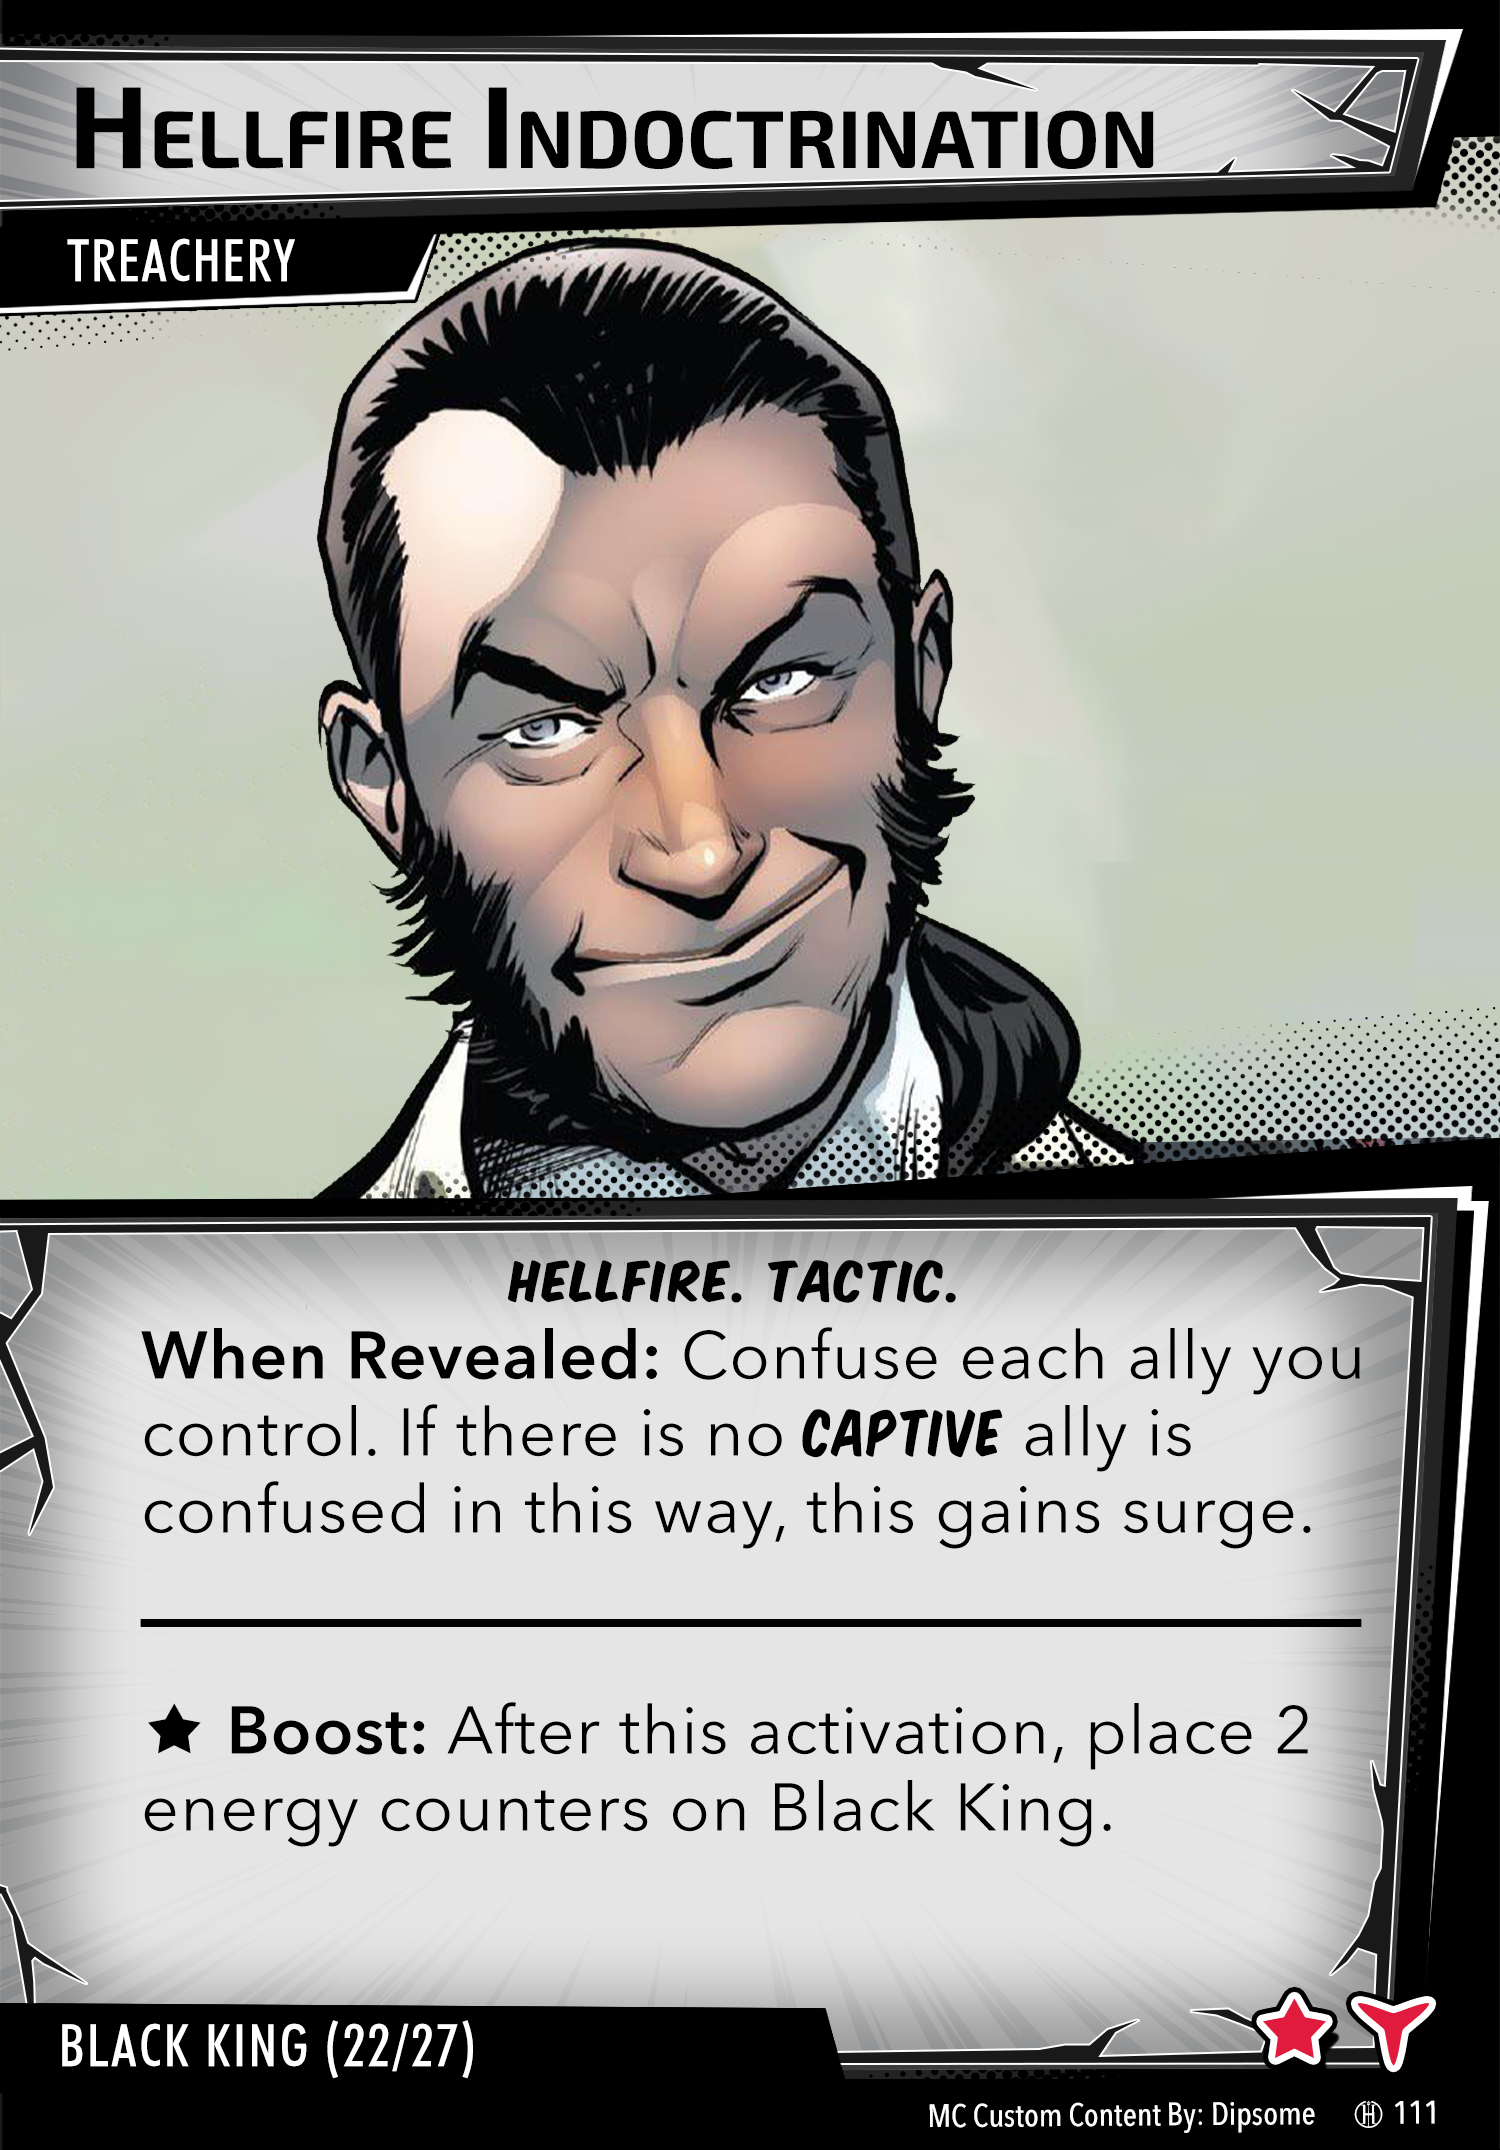 HELLFIRE INDOCTRINATION
TREACHERY
HELLFIRE. TACTIC.
When Revealed: Confuse each ally you
control. If there is no CAPTIVE ally is
confused in this way, this gains surge.
★ Boost: After this activation, place 2
energy counters on Black King.
BLACK KING (22/27)
MC Custom Content By: Dipsome 111